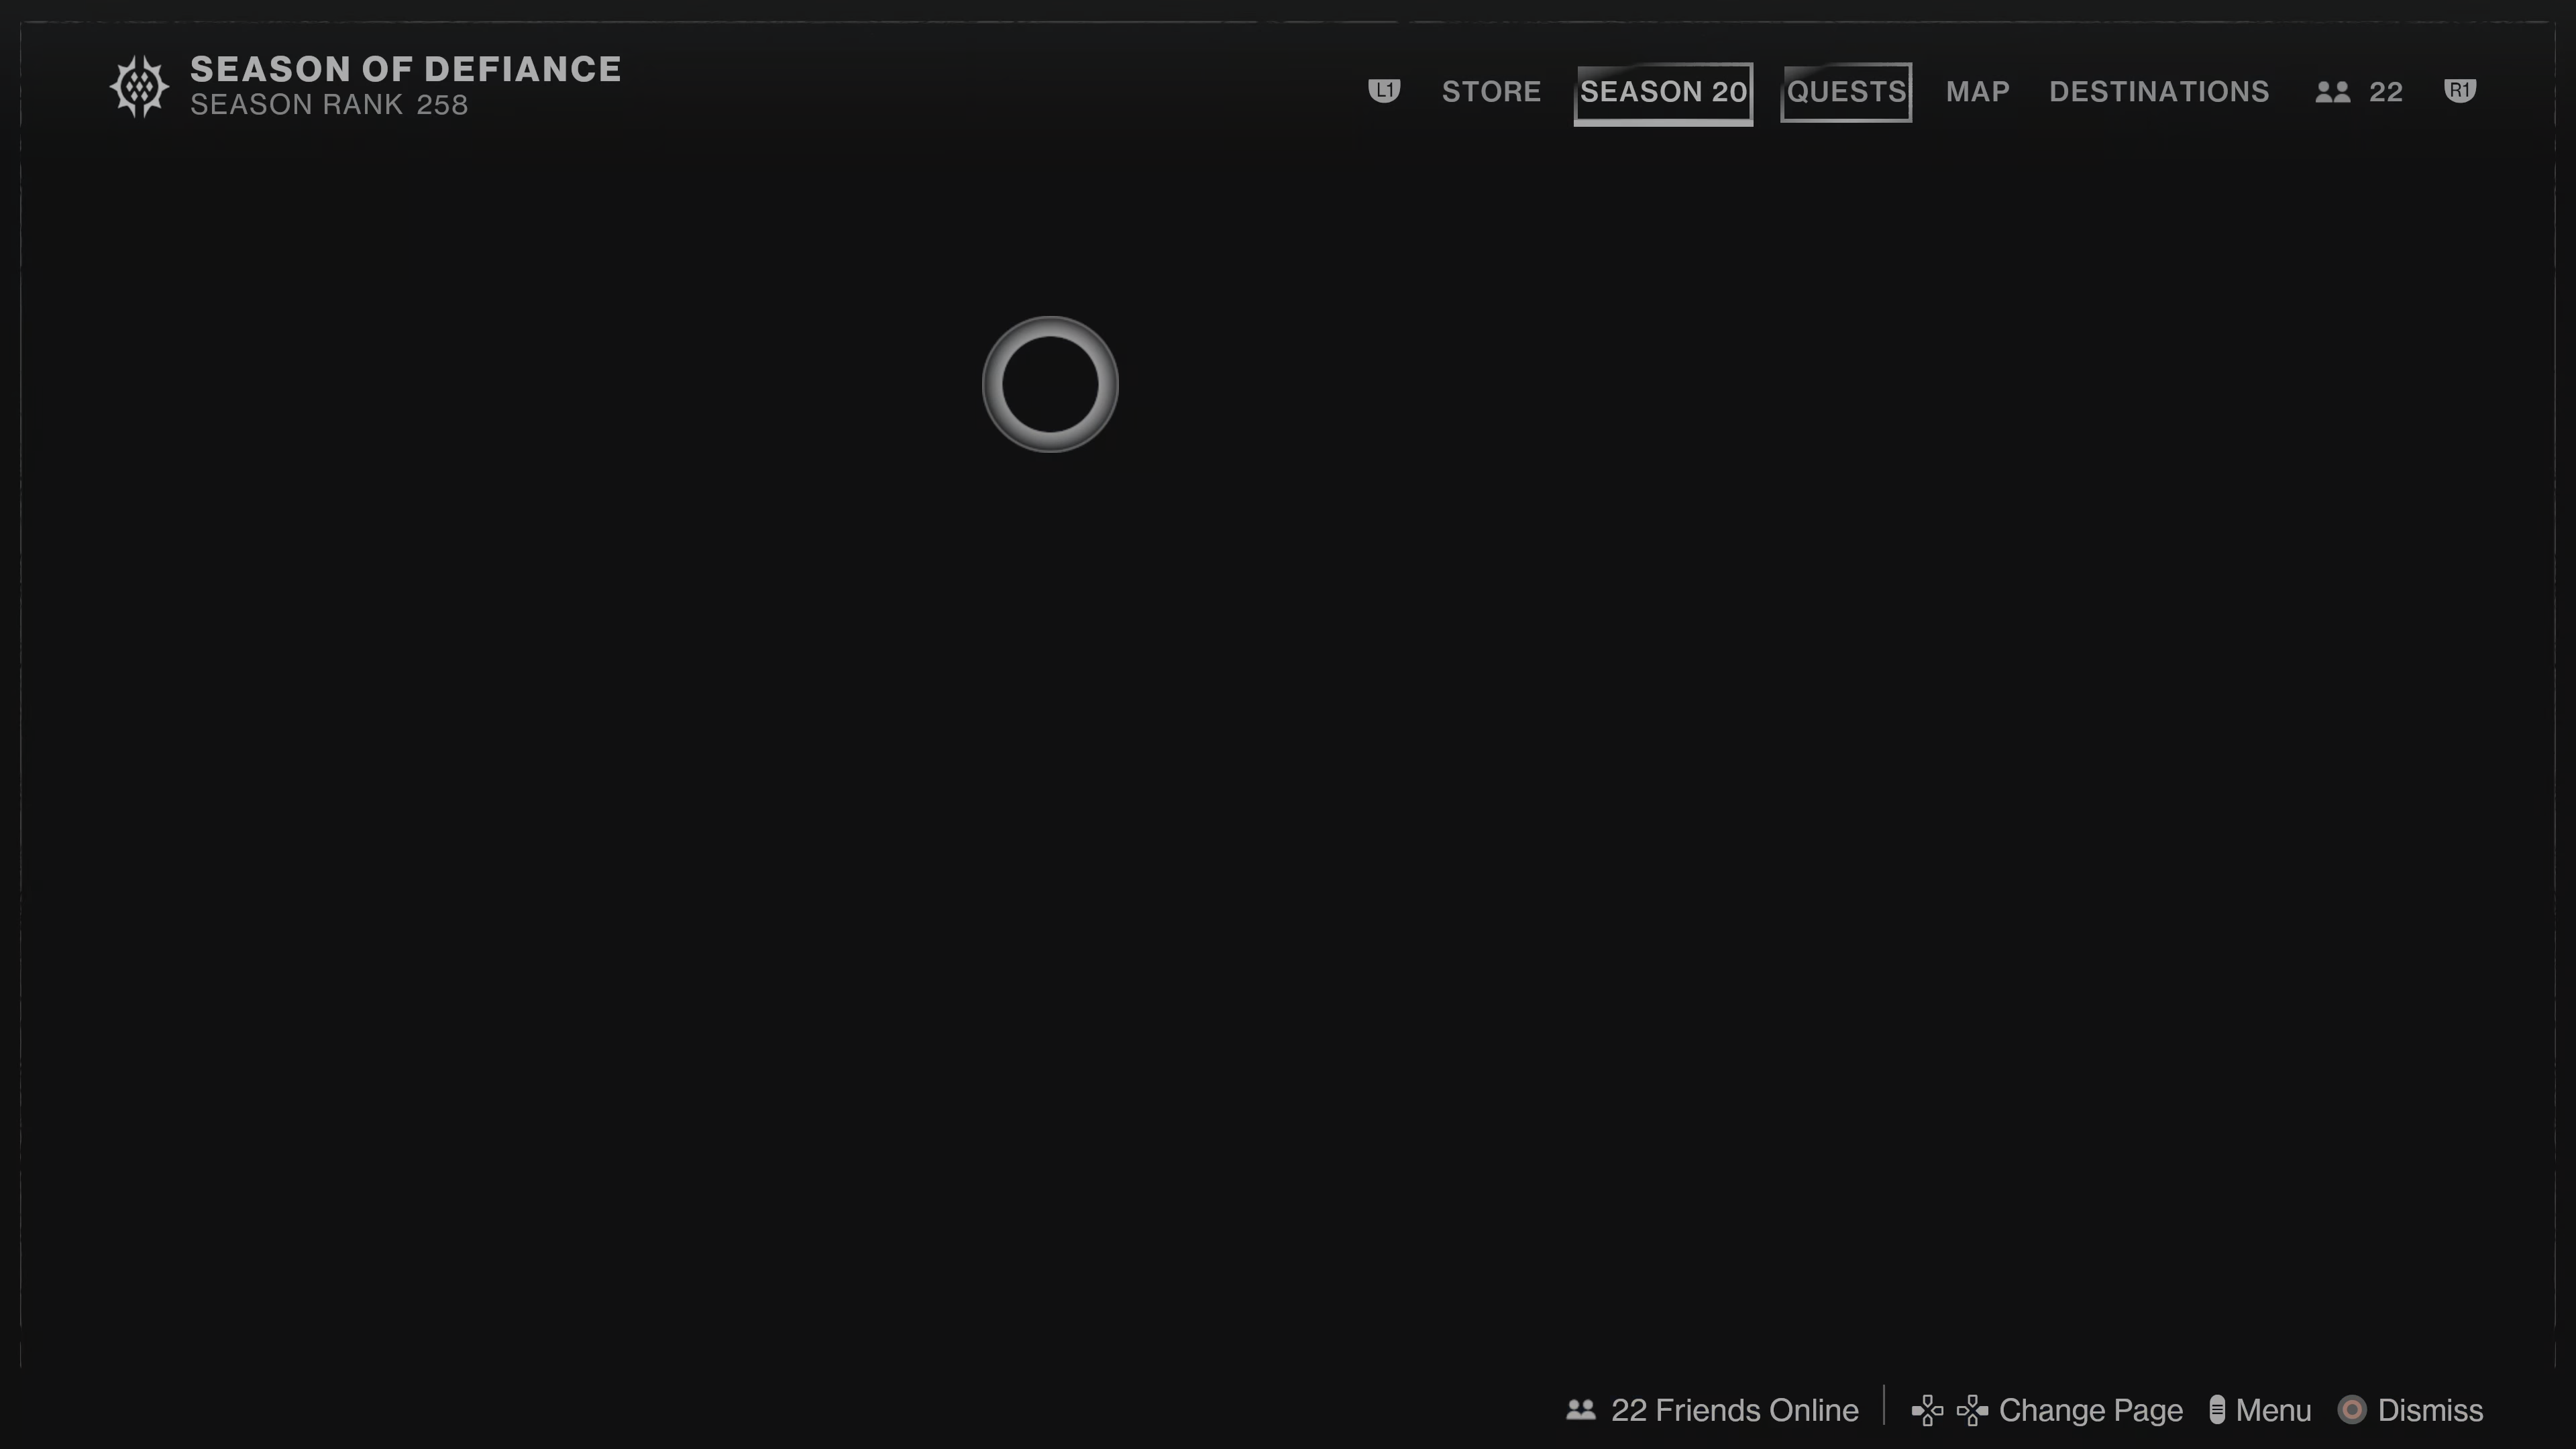 SEASON OF DEFIANCE
SEASON RANK 258
L1 STORE SEASON 20 QUESTS MAP DESTINATIONS 22 R1
22 Friends Online Change Page Menu Dismiss